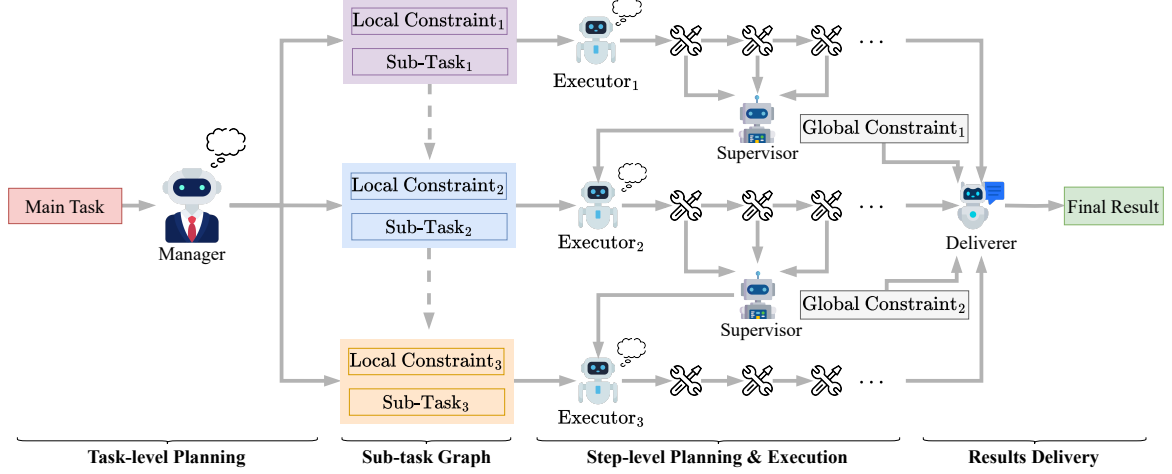 Main Task
Manager
Local Constraint₁
Sub-Task₁
Local Constraint₂
Sub-Task₂
Local Constraint₃
Sub-Task₃
Executor₁
...
Supervisor
Global Constraint₁
Executor₂
...
Supervisor
Global Constraint₂
Executor₃
...
Deliverer
Final Result
Task-level Planning
Sub-task Graph
Step-level Planning & Execution
Results Delivery